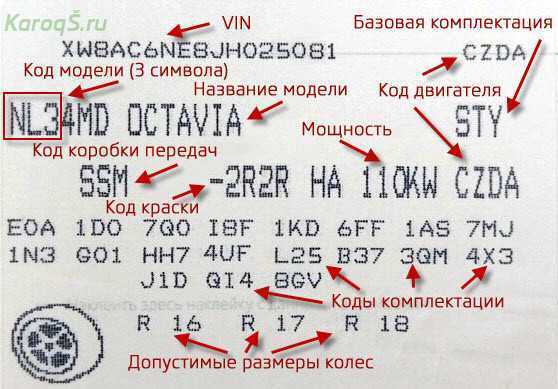 KaroqŠ.ru
VIN
Базовая комплектация
XW8AC6NE8JH025081 CZDA
Код модели (3 символа)
Название модели
Код двигателя
NL34MD OCTAVIA STY
Мощность
Код коробки передач
SSM -2R2R HA 110KW CZDA
Код краски
E0A 1D0 7Q0 I8F 1KD 6FF 1AS 7MJ
1N3 G01 HH7 4UF L25 B37 3QM 4X3
J1D QI4 8GV
Коды комплектации
R 16 R 17 R 18
Допустимые размеры колес